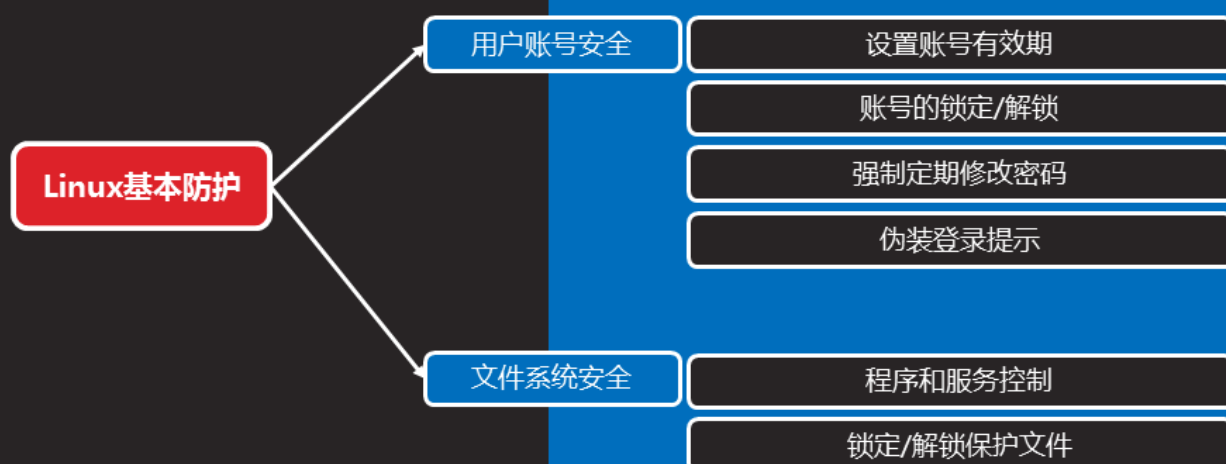 Linux基本防护
用户账号安全
设置账号有效期
账号的锁定/解锁
强制定期修改密码
伪装登录提示
文件系统安全
程序和服务控制
锁定/解锁保护文件